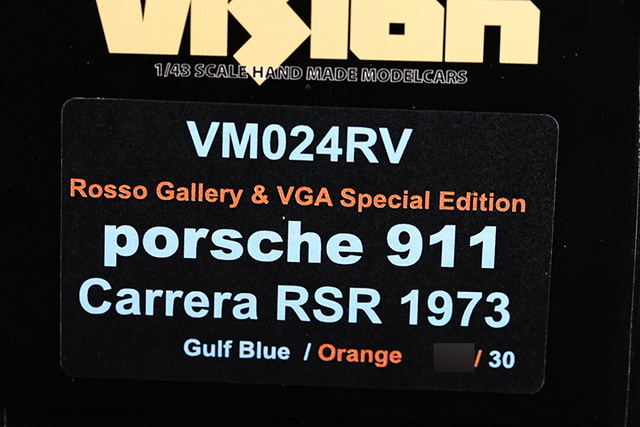 Vision
1/43 SCALE HAND MADE MODELCARS
VM024RV
Rosso Gallery & VGA Special Edition
porsche 911
Carrera RSR 1973
Gulf Blue / Orange / 30